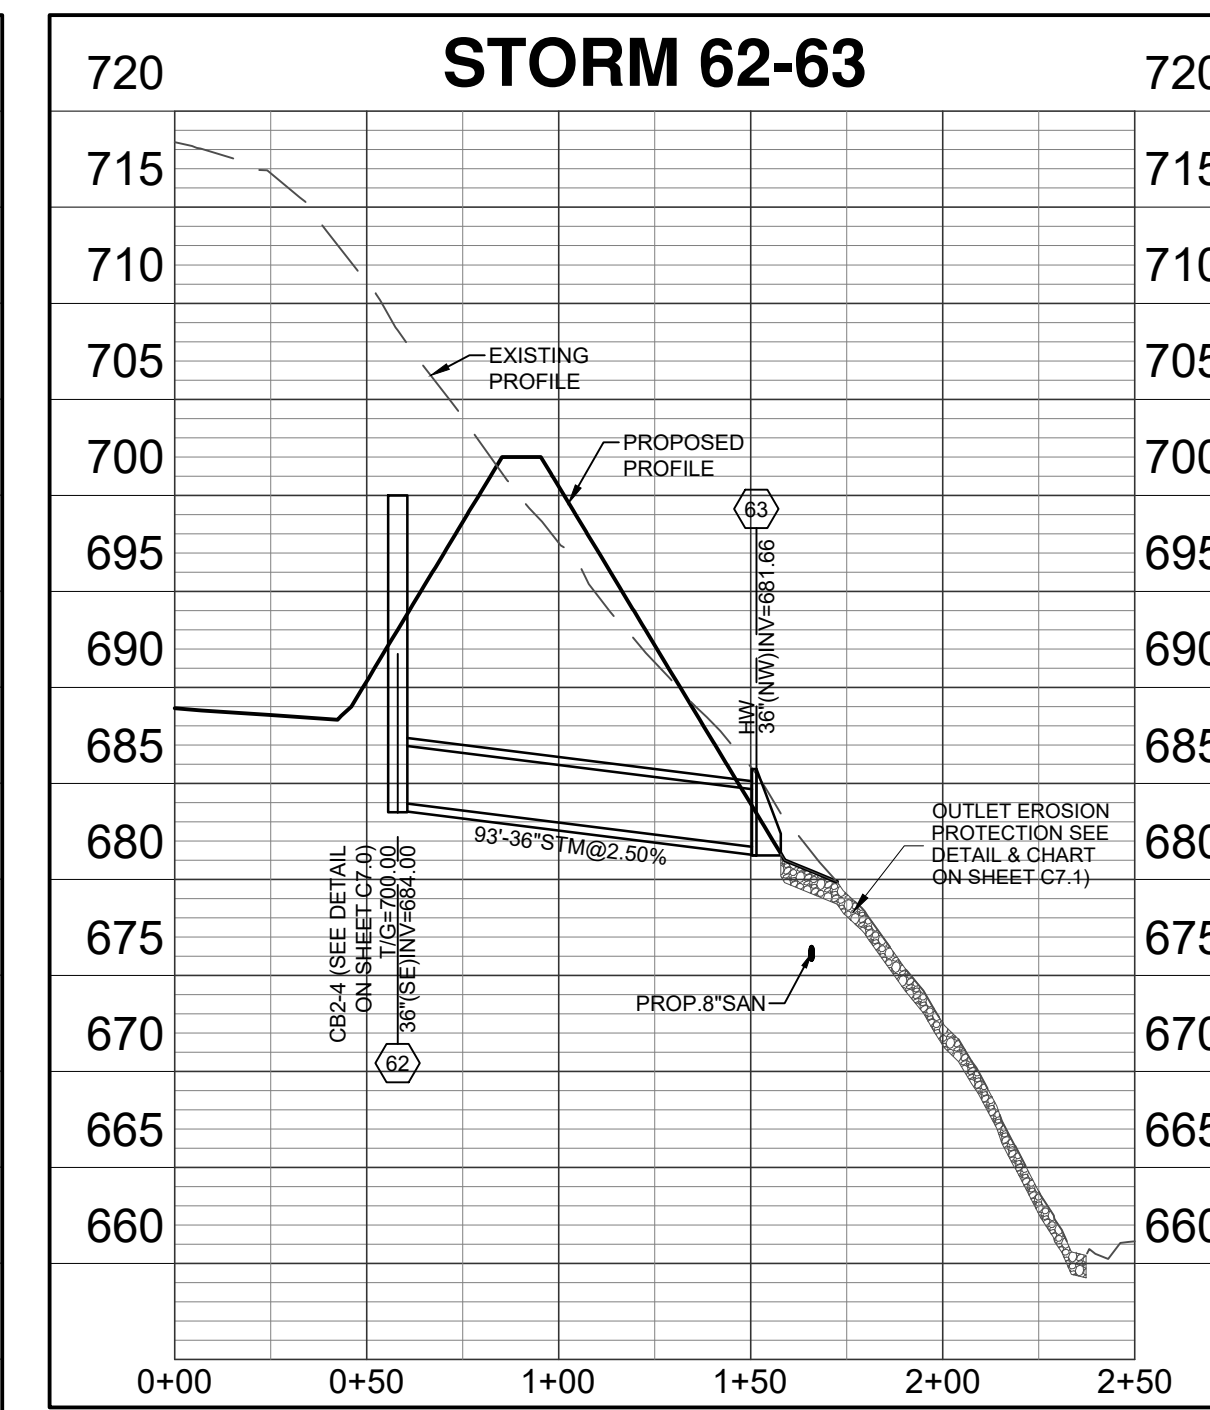 STORM 62-63
720
720
715
715
710
710
705
705
EXISTING
PROFILE
700
700
PROPOSED
PROFILE
695
695
63
HW
36"(NW)INV=681.66
690
690
685
685
680
680
93'-36"STM@2.50%
OUTLET EROSION
PROTECTION SEE
DETAIL & CHART
ON SHEET C7.1)
CB2-4 (SEE DETAIL
ON SHEET C7.0)
T/G=700.00
36"(SE)INV=684.00
62
675
675
PROP.8"SAN
670
670
665
665
660
660
0+00
0+50
1+00
1+50
2+00
2+50